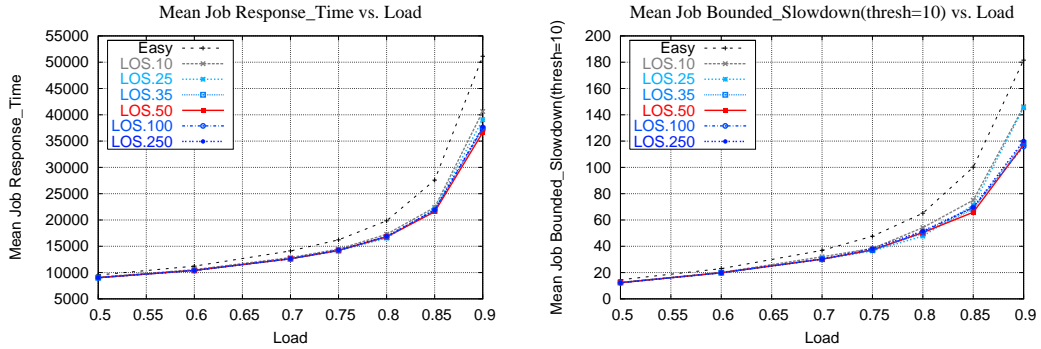 Mean Job Response_Time vs. Load
Mean Job Response_Time
55000
50000
45000
40000
35000
30000
25000
20000
15000
10000
5000
Easy
LOS.10
LOS.25
LOS.35
LOS.50
LOS.100
LOS.250
0.5 0.55 0.6 0.65 0.7 0.75 0.8 0.85 0.9
Load
Mean Job Bounded_Slowdown(thresh=10) vs. Load
Mean Job Bounded_Slowdown(thresh=10)
200
180
160
140
120
100
80
60
40
20
0
Easy
LOS.10
LOS.25
LOS.35
LOS.50
LOS.100
LOS.250
0.5 0.55 0.6 0.65 0.7 0.75 0.8 0.85 0.9
Load